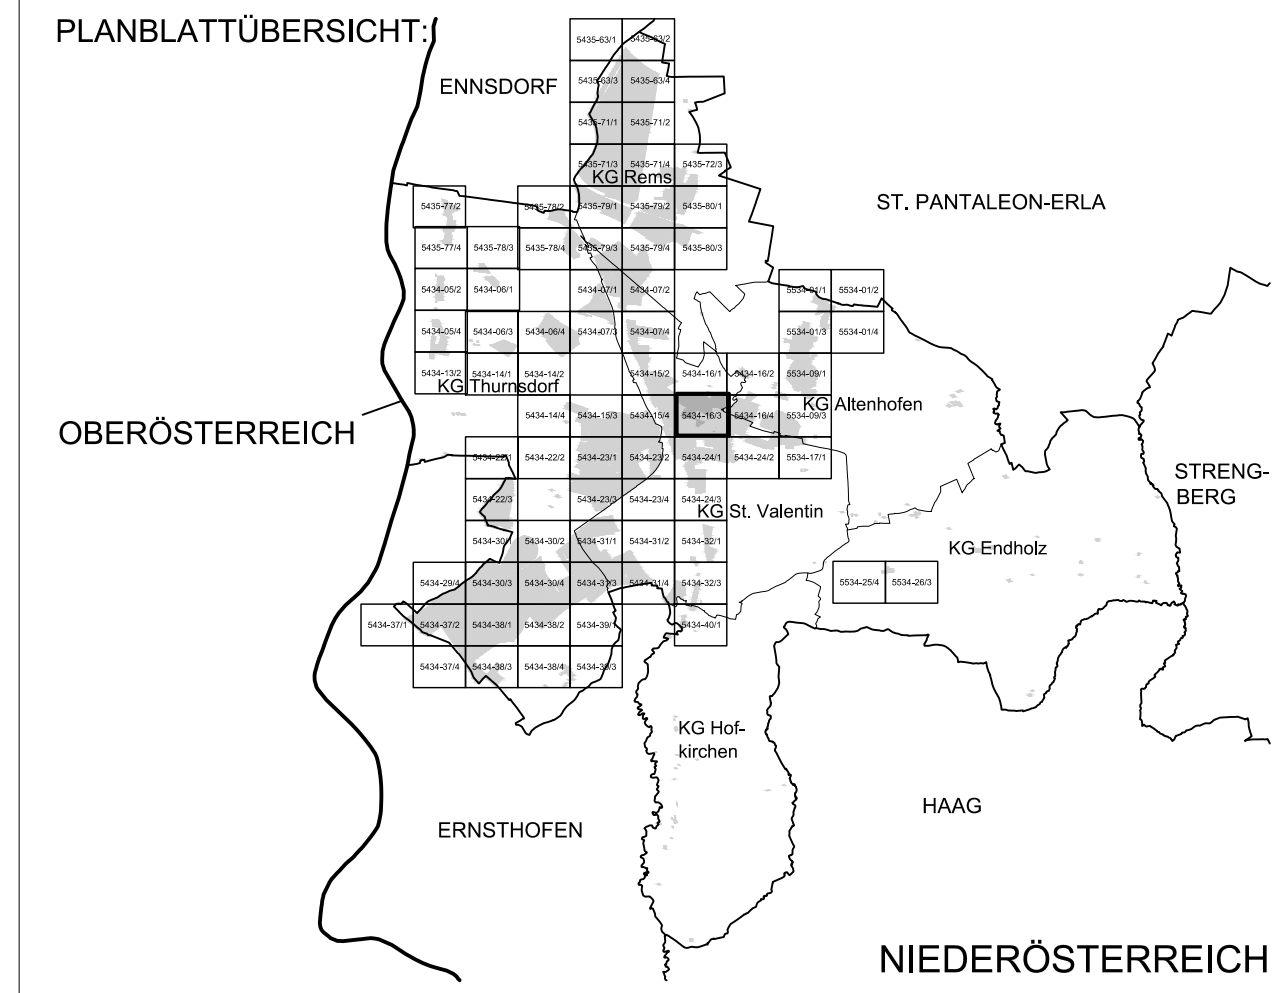 PLANBLATTÜBERSICHT:
5435-63/1 5435-63/2
ENNSDORF
5435-63/3 5435-63/4
5435-71/1 5435-71/2
5435-71/3 5435-71/4 5435-72/3
KG Rems
ST. PANTALEON-ERLA
5435-77/2 5435-78/2 5435-79/1 5435-79/2 5435-80/1
5435-77/4 5435-78/3 5435-78/4 5435-79/3 5435-79/4 5435-80/3
5434-05/2 5434-06/1 5434-07/1 5434-07/2 5534-01/1 5534-01/2
5434-05/4 5434-06/3 5434-06/4 5434-07/3 5434-07/4 5534-01/3 5534-01/4
5434-13/2 5434-14/1 5434-14/2 5434-15/2 5434-16/1 5434-16/2 5534-09/1
KG Thurnsdorf
KG Altenhofen
5434-14/4 5434-15/3 5434-15/4 5434-16/3 5434-16/4 5534-09/3
OBERÖSTERREICH
5434-22/1 5434-22/2 5434-23/1 5434-23/2 5434-24/1 5434-24/2 5534-17/1
STRENG-
BERG
5434-22/3 5434-23/3 5434-23/4 5434-24/3
KG St. Valentin
5434-30/1 5434-30/2 5434-31/1 5434-31/2 5434-32/1
KG Endholz
5434-29/4 5434-30/3 5434-30/4 5434-31/3 5434-31/4 5434-32/3 5534-25/4 5534-26/3
5434-37/1 5434-37/2 5434-38/1 5434-38/2 5434-39/1 5434-40/1
5434-37/4 5434-38/3 5434-38/4 5434-39/3
KG Hof-
kirchen
HAAG
ERNSTHOFEN
NIEDERÖSTERREICH